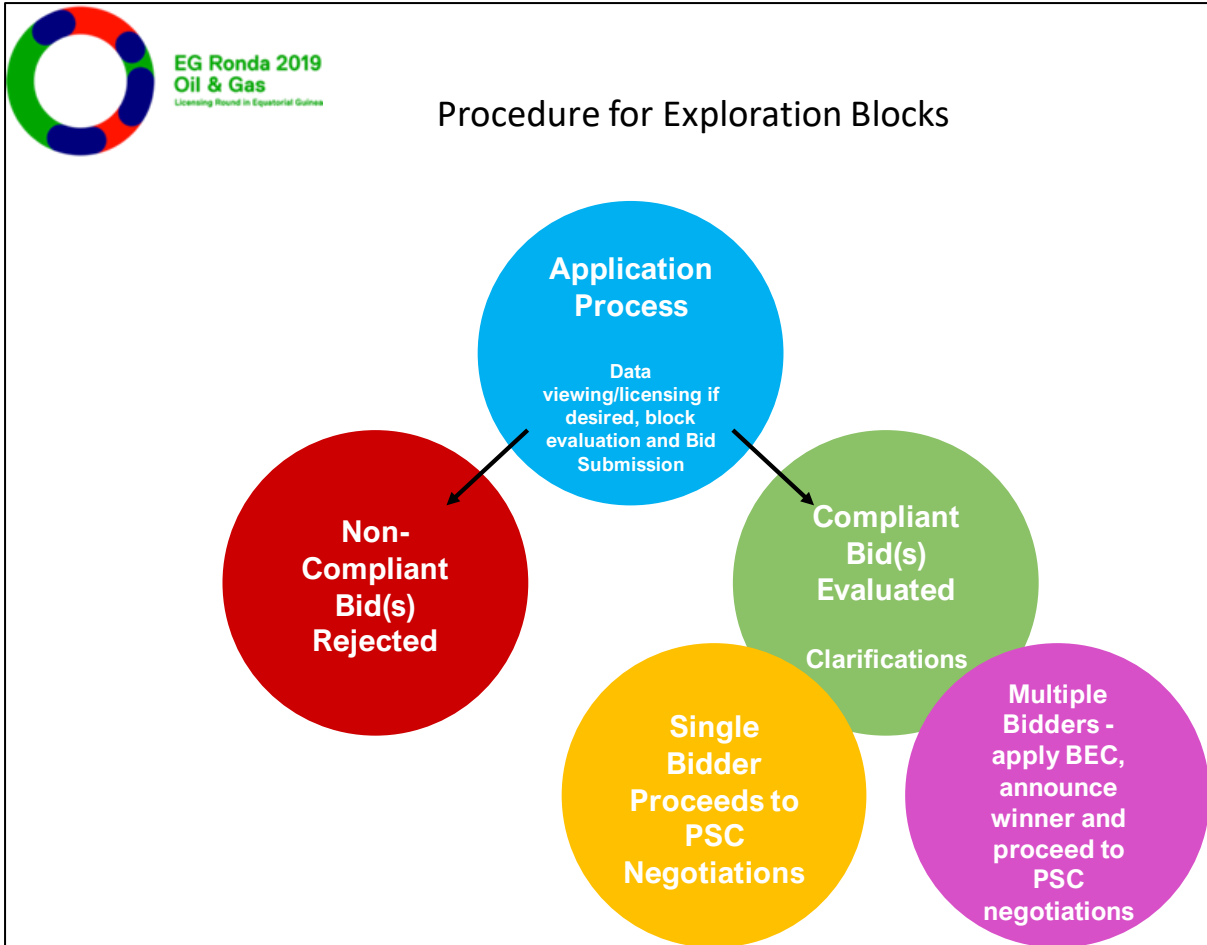 EG Ronda 2019
Oil & Gas
Licensing Round in Equatorial Guinea
Procedure for Exploration Blocks
Application
Process
Data
viewing/licensing if
desired, block
evaluation and Bid
Submission
Non-
Compliant
Bid(s)
Rejected
Compliant
Bid(s)
Evaluated
Clarifications
Single
Bidder
Proceeds to
PSC
Negotiations
Multiple
Bidders -
apply BEC,
announce
winner and
proceed to
PSC
negotiations